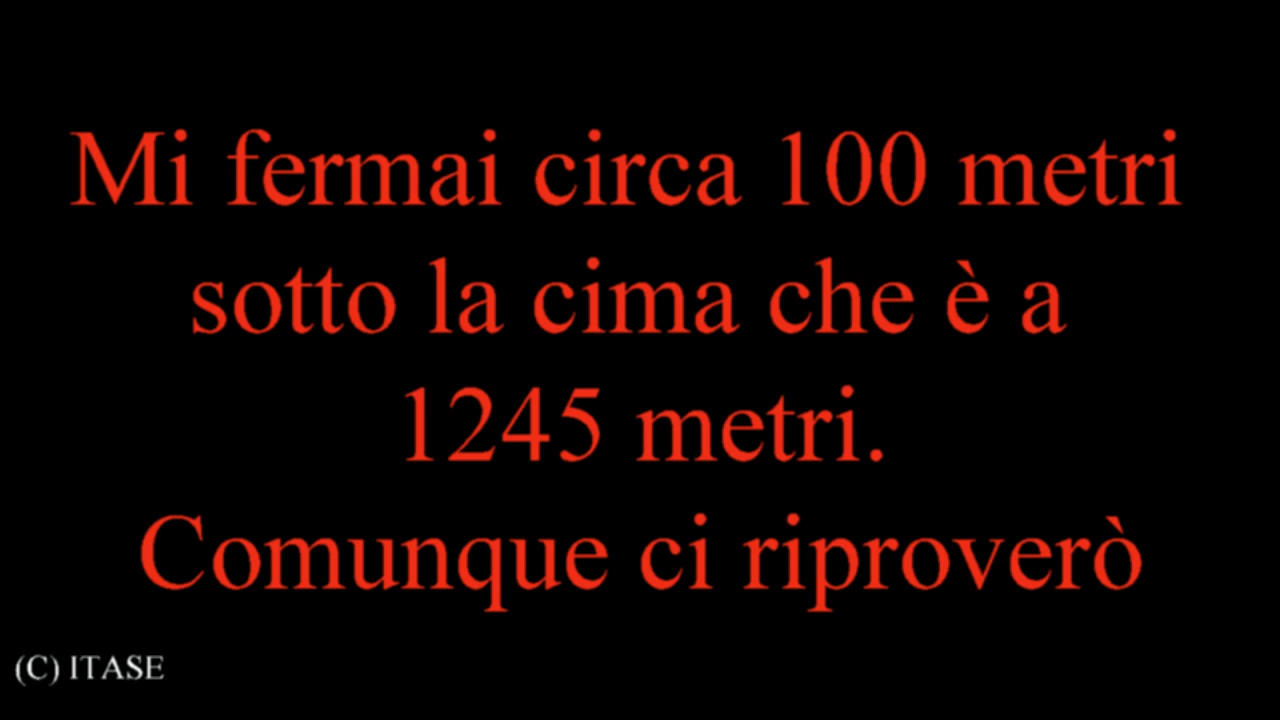 Mi fermai circa 100 metri
sotto la cima che è a
1245 metri.
Comunque ci riproverò
(C) ITASE